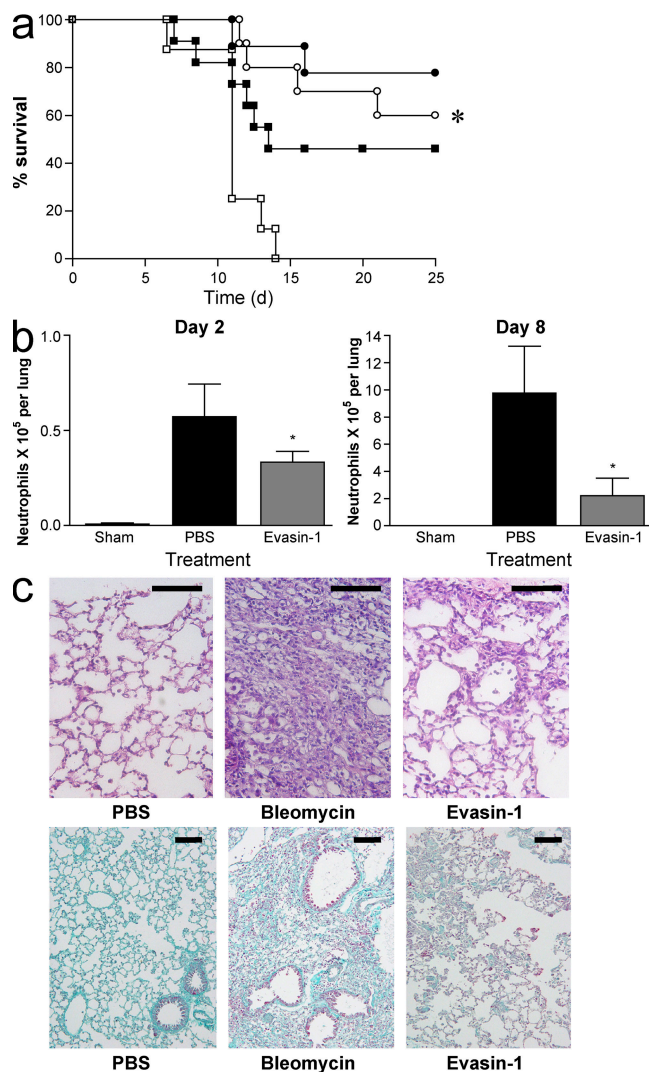 a
% survival
100
80
60
40
20
0
*
0 5 10 15 20 25
Time (d)
b
Day 2
Neutrophils X 10⁵ per lung
1.0
0.5
0.0
*
Sham PBS Evasin-1
Treatment
Day 8
Neutrophils X 10⁵ per lung
14
12
10
8
6
4
2
0
*
Sham PBS Evasin-1
Treatment
c
PBS Bleomycin Evasin-1
PBS Bleomycin Evasin-1